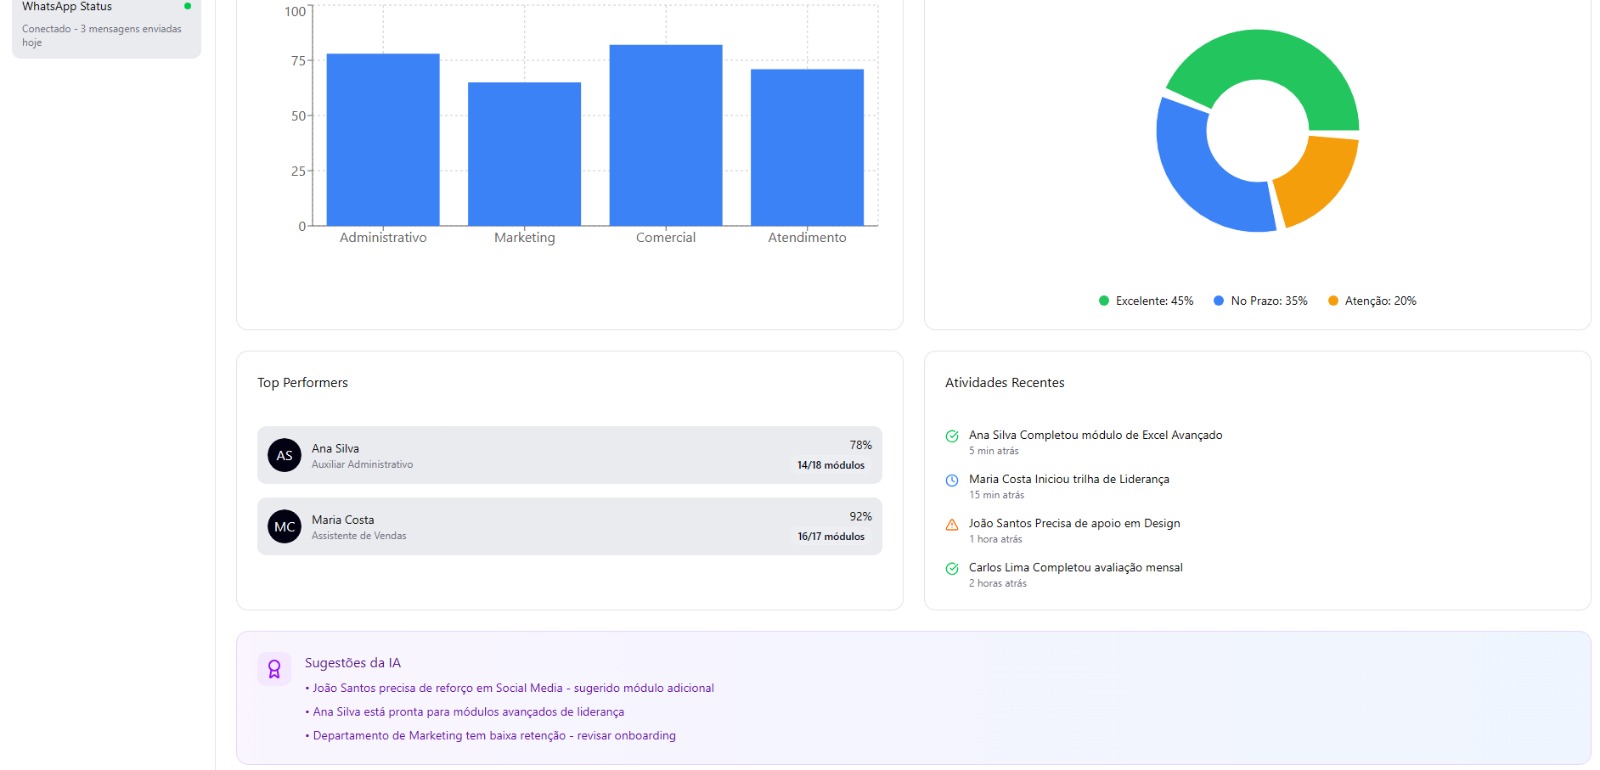 WhatsApp Status
Conectado - 3 mensagens enviadas
hoje
100
75
50
25
0
Administrativo
Marketing
Comercial
Atendimento
Excelente: 45%
No Prazo: 35%
Atenção: 20%
Top Performers
AS
Ana Silva
Auxiliar Administrativo
78%
14/18 módulos
MC
Maria Costa
Assistente de Vendas
92%
16/17 módulos
Atividades Recentes
Ana Silva Completou módulo de Excel Avançado
5 min atrás
Maria Costa Iniciou trilha de Liderança
15 min atrás
João Santos Precisa de apoio em Design
1 hora atrás
Carlos Lima Completou avaliação mensal
2 horas atrás
Sugestões da IA
• João Santos precisa de reforço em Social Media - sugerido módulo adicional
• Ana Silva está pronta para módulos avançados de liderança
• Departamento de Marketing tem baixa retenção - revisar onboarding